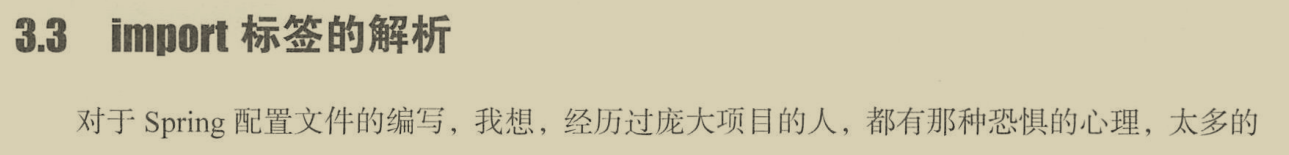 3.3 import 标签的解析
对于 Spring 配置文件的编写，我想，经历过庞大项目的人，都有那种恐惧的心理，太多的